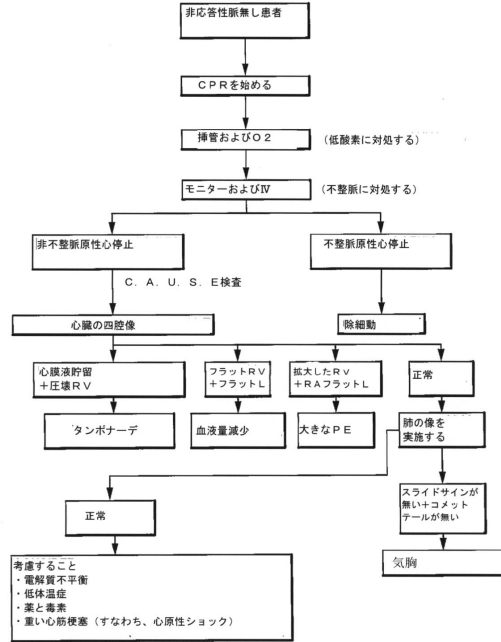 非応答性脈無し患者
CPRを始める
挿管およびO2
(低酸素に対処する)
モニターおよびIV
(不整脈に対処する)
非不整脈原性心停止
不整脈原性心停止
C. A. U. S. E検査
心臓の四腔像
除細動
心膜液貯留
+圧壊RV
フラットRV
+フラットL
拡大したRV
+RAフラットL
正常
タンポナーデ
血液量減少
大きなPE
肺の像を
実施する
正常
スライドサインが
無い+コメット
テールが無い
気胸
考慮すること
・電解質不平衡
・低体温症
・薬と毒素
・重い心筋梗塞(すなわち、心原性ショック)